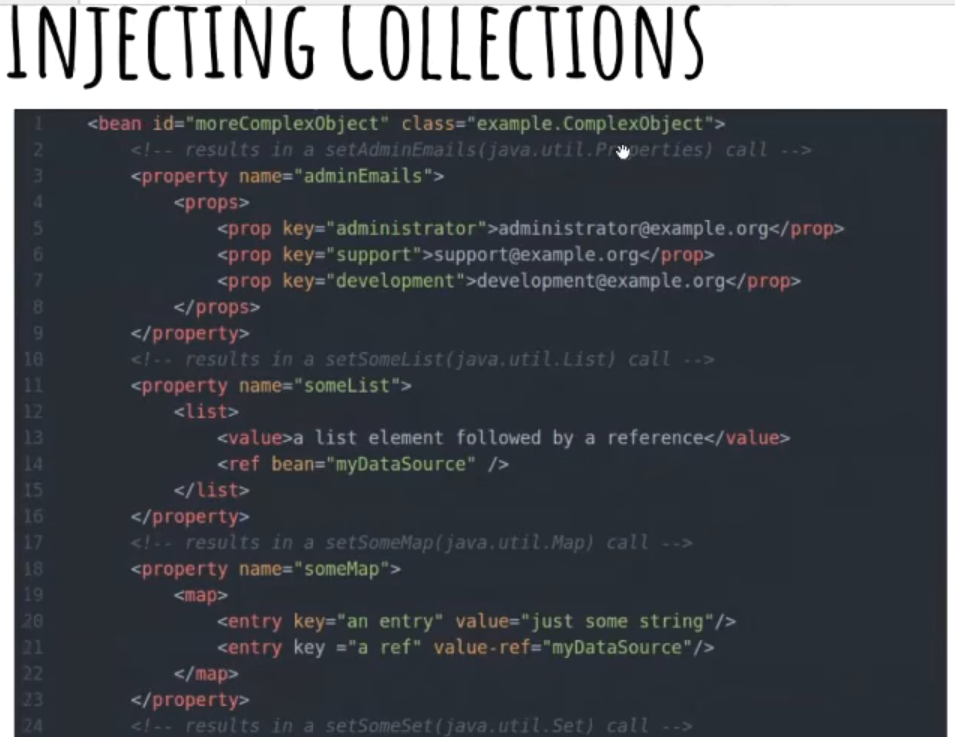 INJECTING COLLECTIONS
1 <bean id="moreComplexObject" class="example.ComplexObject">
2 <!-- results in a setAdminEmails(java.util.Properties) call -->
3 <property name="adminEmails">
4 <props>
5 <prop key="administrator">administrator@example.org</prop>
6 <prop key="support">support@example.org</prop>
7 <prop key="development">development@example.org</prop>
8 </props>
9 </property>
10 <!-- results in a setSomeList(java.util.List) call -->
11 <property name="someList">
12 <list>
13 <value>a list element followed by a reference</value>
14 <ref bean="myDataSource" />
15 </list>
16 </property>
17 <!-- results in a setSomeMap(java.util.Map) call -->
18 <property name="someMap">
19 <map>
20 <entry key="an entry" value="just some string"/>
21 <entry key ="a ref" value-ref="myDataSource"/>
22 </map>
23 </property>
24 <!-- results in a setSomeSet(java.util.Set) call -->